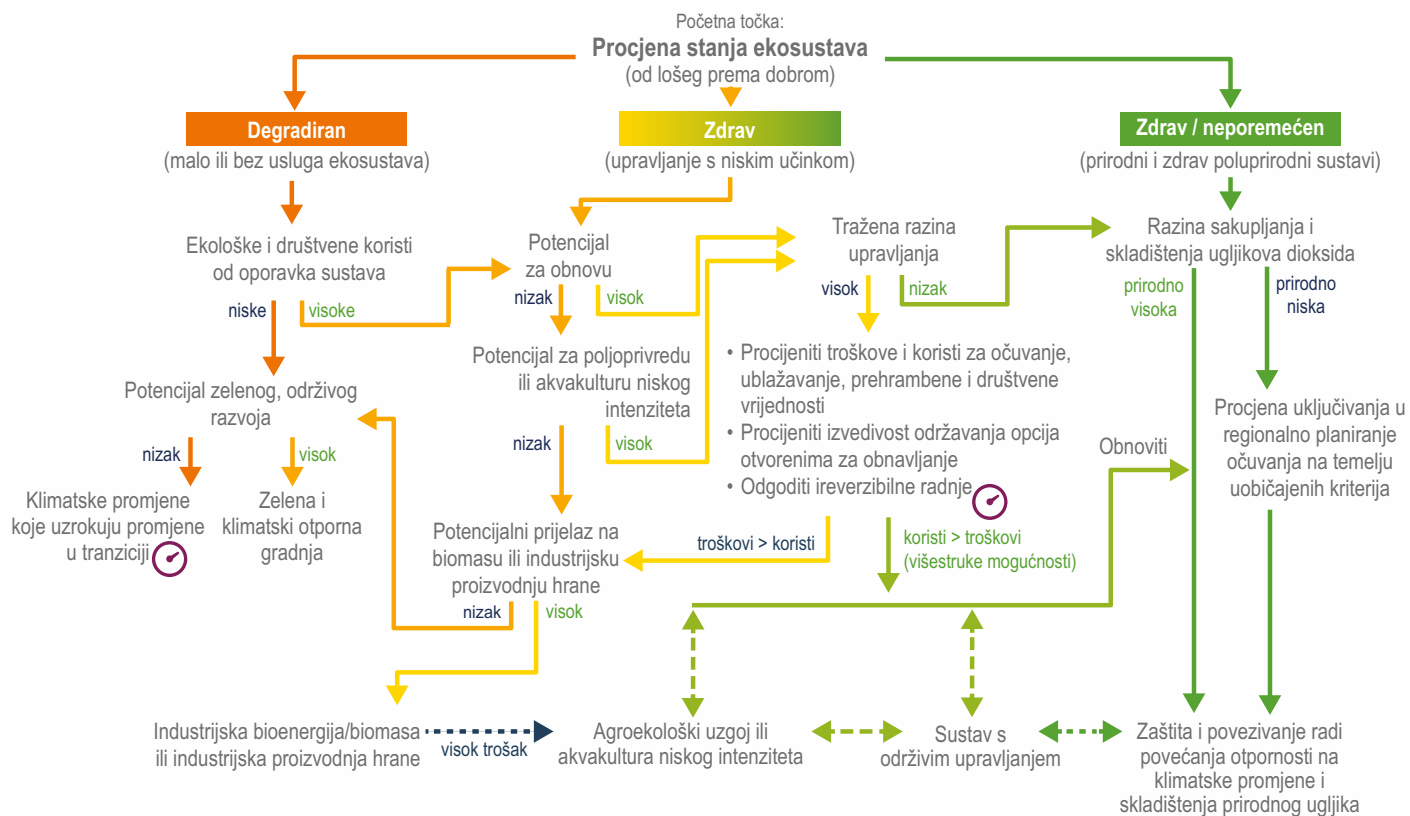 Početna točka:
Procjena stanja ekosustava
(od lošeg prema dobrom)
Degradiran
(malo ili bez usluga ekosustava)
Zdrav
(upravljanje s niskim učinkom)
Zdrav / neporemećen
(prirodni i zdrav poluprirodni sustavi)
Ekološke i društvene koristi
od oporavka sustava
niske
visoke
Potencijal
za obnovu
nizak
visok
Tražena razina
upravljanja
visok
nizak
Razina sakupljanja i
skladištenja ugljikova dioksida
prirodno
visoka
prirodno
niska
Potencijal zelenog, održivog
razvoja
nizak
visok
Klimatske promjene
koje uzrokuju promjene
u tranziciji
Zelena i
klimatski otporna
gradnja
Potencijal za poljoprivredu
ili akvakulturu niskog
intenziteta
nizak
visok
• Procijeniti troškove i koristi za očuvanje,
ublažavanje, prehrambene i društvene
vrijednosti
• Procijeniti izvedivost održavanja opcija
otvorenima za obnavljanje
• Odgoditi ireverzibilne radnje
Obnoviti
Procjena uključivanja u
regionalno planiranje
očuvanja na temelju
uobičajenih kriterija
Potencijalni prijelaz na
biomasu ili industrijsku
proizvodnju hrane
nizak
visok
troškovi > koristi
koristi > troškovi
(višestruke mogućnosti)
Industrijska bioenergija/biomasa
ili industrijska proizvodnja hrane
visok trošak
Agroekološki uzgoj ili
akvakultura niskog intenziteta
Sustav s
održivim upravljanjem
Zaštita i povezivanje radi
povećanja otpornosti na
klimatske promjene i
skladištenja prirodnog ugljika